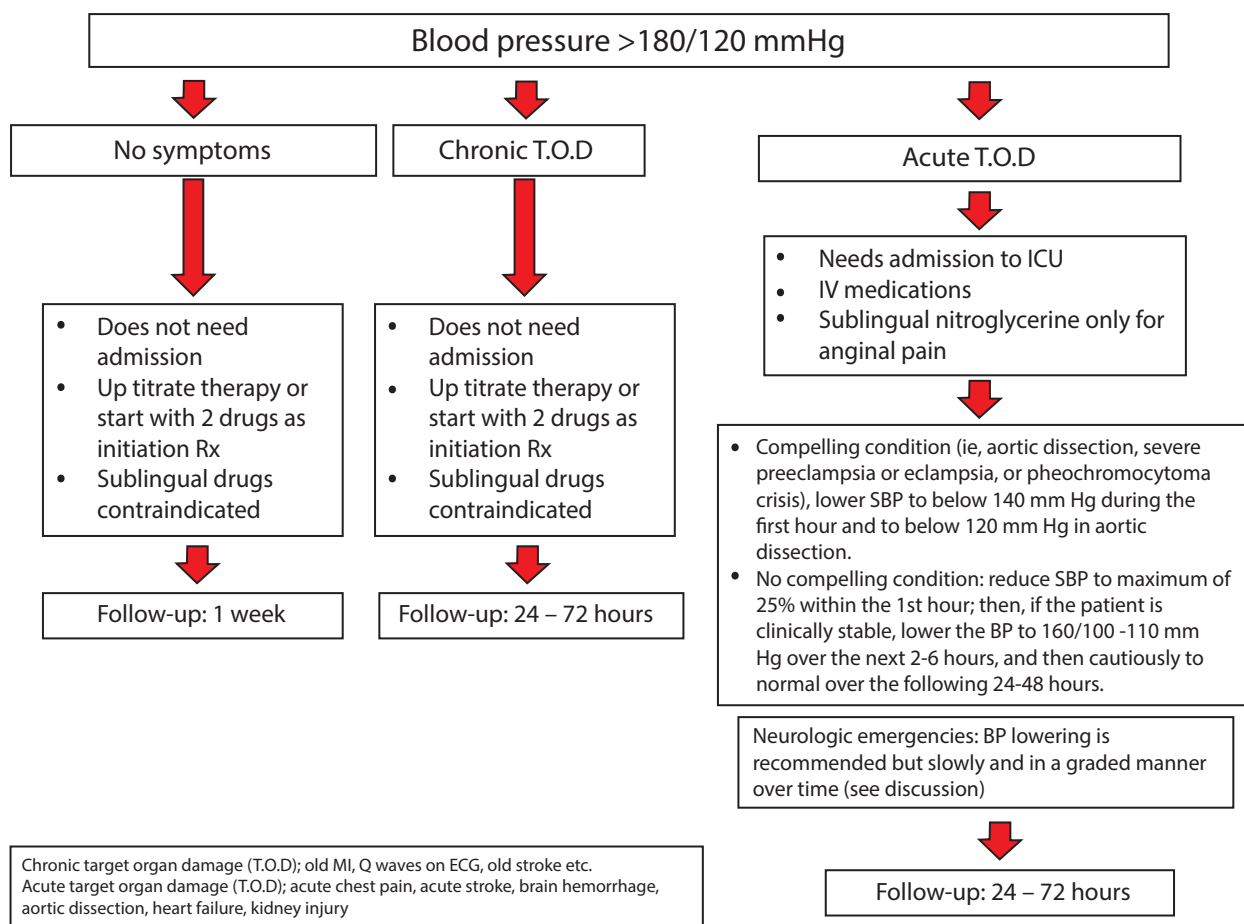 Blood pressure >180/120 mmHg
No symptoms
Chronic T.O.D
Acute T.O.D
• Does not need
admission
• Up titrate therapy or
start with 2 drugs as
initiation Rx
• Sublingual drugs
contraindicated
• Does not need
admission
• Up titrate therapy or
start with 2 drugs as
initiation Rx
• Sublingual drugs
contraindicated
• Needs admission to ICU
• IV medications
• Sublingual nitroglycerine only for
anginal pain
Follow-up: 1 week
Follow-up: 24 – 72 hours
• Compelling condition (ie, aortic dissection, severe
preeclampsia or eclampsia, or pheochromocytoma
crisis), lower SBP to below 140 mm Hg during the
first hour and to below 120 mm Hg in aortic
dissection.
• No compelling condition: reduce SBP to maximum of
25% within the 1st hour; then, if the patient is
clinically stable, lower the BP to 160/100 -110 mm
Hg over the next 2-6 hours, and then cautiously to
normal over the following 24-48 hours.
Neurologic emergencies: BP lowering is
recommended but slowly and in a graded manner
over time (see discussion)
Follow-up: 24 – 72 hours
Chronic target organ damage (T.O.D); old MI, Q waves on ECG, old stroke etc.
Acute target organ damage (T.O.D); acute chest pain, acute stroke, brain hemorrhage,
aortic dissection, heart failure, kidney injury